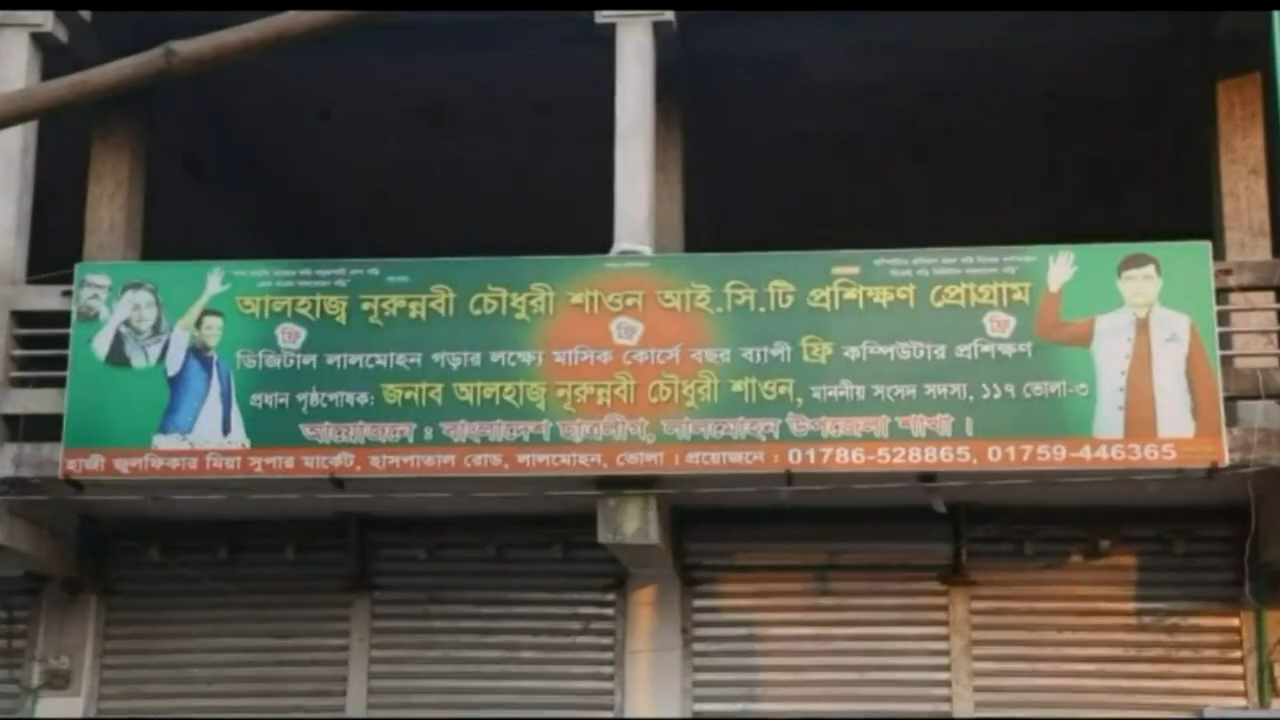 আলহাজ্ব নূরুন্নবী চৌধুরী শাওন আই.সি.টি প্রশিক্ষণ প্রোগ্রাম
ফ্রি ফ্রি ফ্রি
ডিজিটাল লালমোহন গড়ার লক্ষ্যে মাসিক কোর্সে বছর ব্যাপী ফ্রি কম্পিউটার প্রশিক্ষণ
প্রধান পৃষ্ঠপোষক: জনাব আলহাজ্ব নূরুন্নবী চৌধুরী শাওন, মাননীয় সংসদ সদস্য, ১১৭ ভোলা-৩
আয়োজনে : বাংলাদেশ ছাত্রলীগ, লালমোহন উপজেলা শাখা ।
হাজী জুলফিকার মিয়া সুপার মার্কেট, হাসপাতাল রোড, লালমোহন, ভোলা । প্রয়োজনে : 01786-528865, 01759-446365